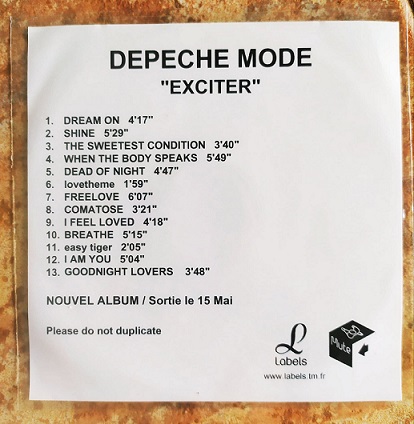 DEPECHE MODE
"EXCITER"
1. DREAM ON 4'17"
2. SHINE 5'29"
3. THE SWEETEST CONDITION 3'40"
4. WHEN THE BODY SPEAKS 5'49"
5. DEAD OF NIGHT 4'47"
6. lovetheme 1'59"
7. FREELOVE 6'07"
8. COMATOSE 3'21"
9. I FEEL LOVED 4'18"
10. BREATHE 5'15"
11. easy tiger 2'05"
12. I AM YOU 5'04"
13. GOODNIGHT LOVERS 3'48"
NOUVEL ALBUM / Sortie le 15 Mai
Please do not duplicate
L
Labels
www.labels.tm.fr
Mute